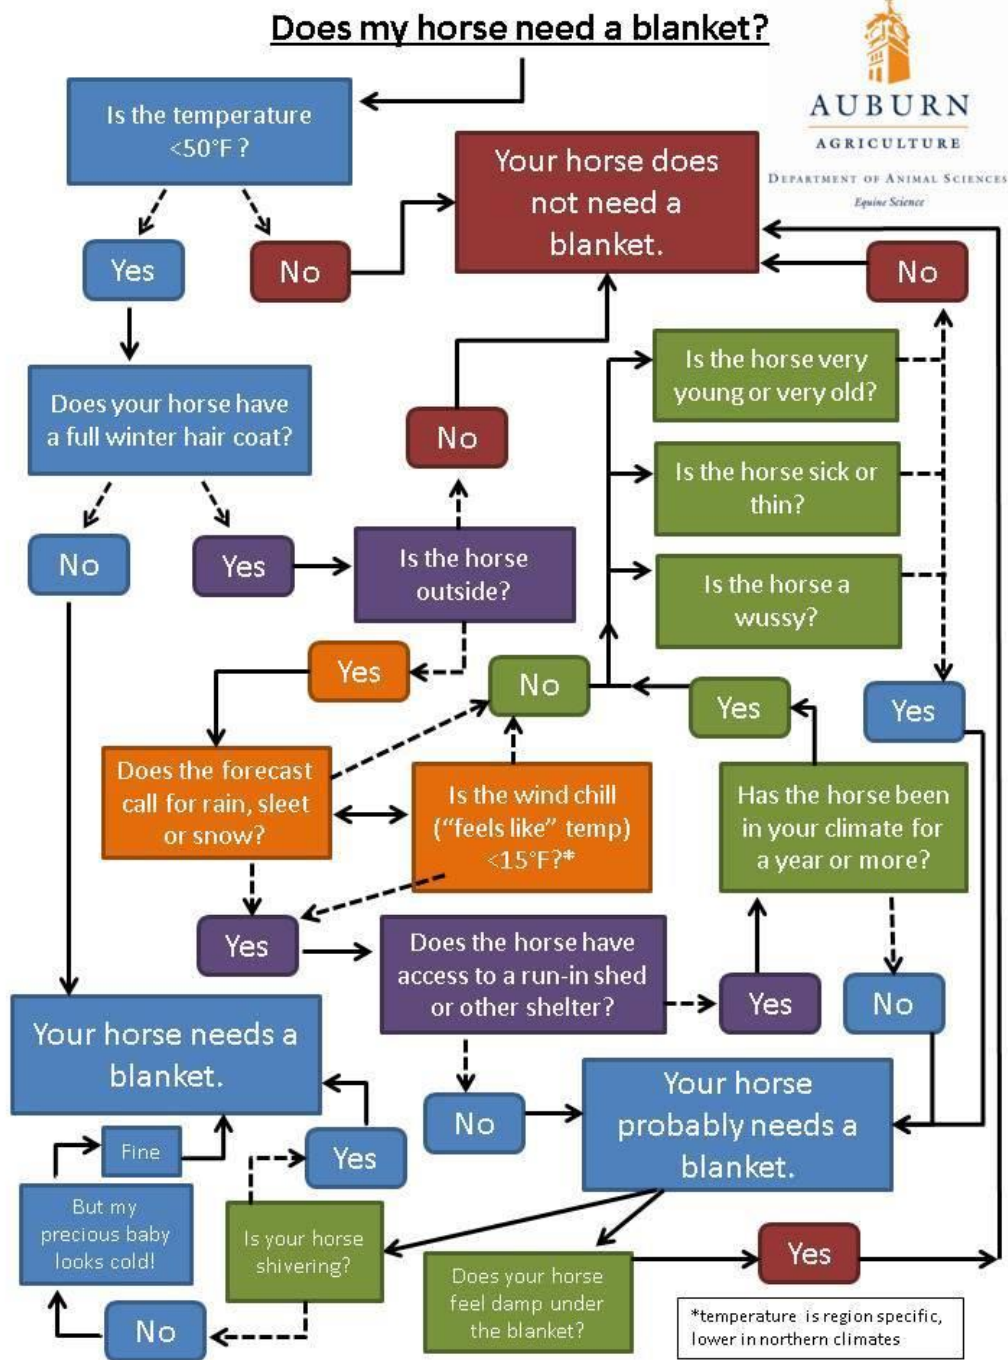 Does my horse need a blanket?
AUBURN
AGRICULTURE
DEPARTMENT OF ANIMAL SCIENCES
Equine Science
Is the temperature
<50°F ?
Your horse does
not need a
blanket.
Yes
No
No
Is the horse very
young or very old?
Does your horse have
a full winter hair coat?
No
Is the horse sick or
thin?
No
Yes
Is the horse
outside?
Is the horse a
wussy?
Yes
No
Yes
Yes
Does the forecast
call for rain, sleet
or snow?
Is the wind chill
("feels like" temp)
<15°F?*
Has the horse been
in your climate for
a year or more?
Yes
Does the horse have
access to a run-in shed
or other shelter?
Yes
No
Your horse needs a
blanket.
No
Your horse
probably needs a
blanket.
Fine
Yes
But my
precious baby
looks cold!
Is your horse
shivering?
Does your horse
feel damp under
the blanket?
Yes
No
*temperature is region specific,
lower in northern climates